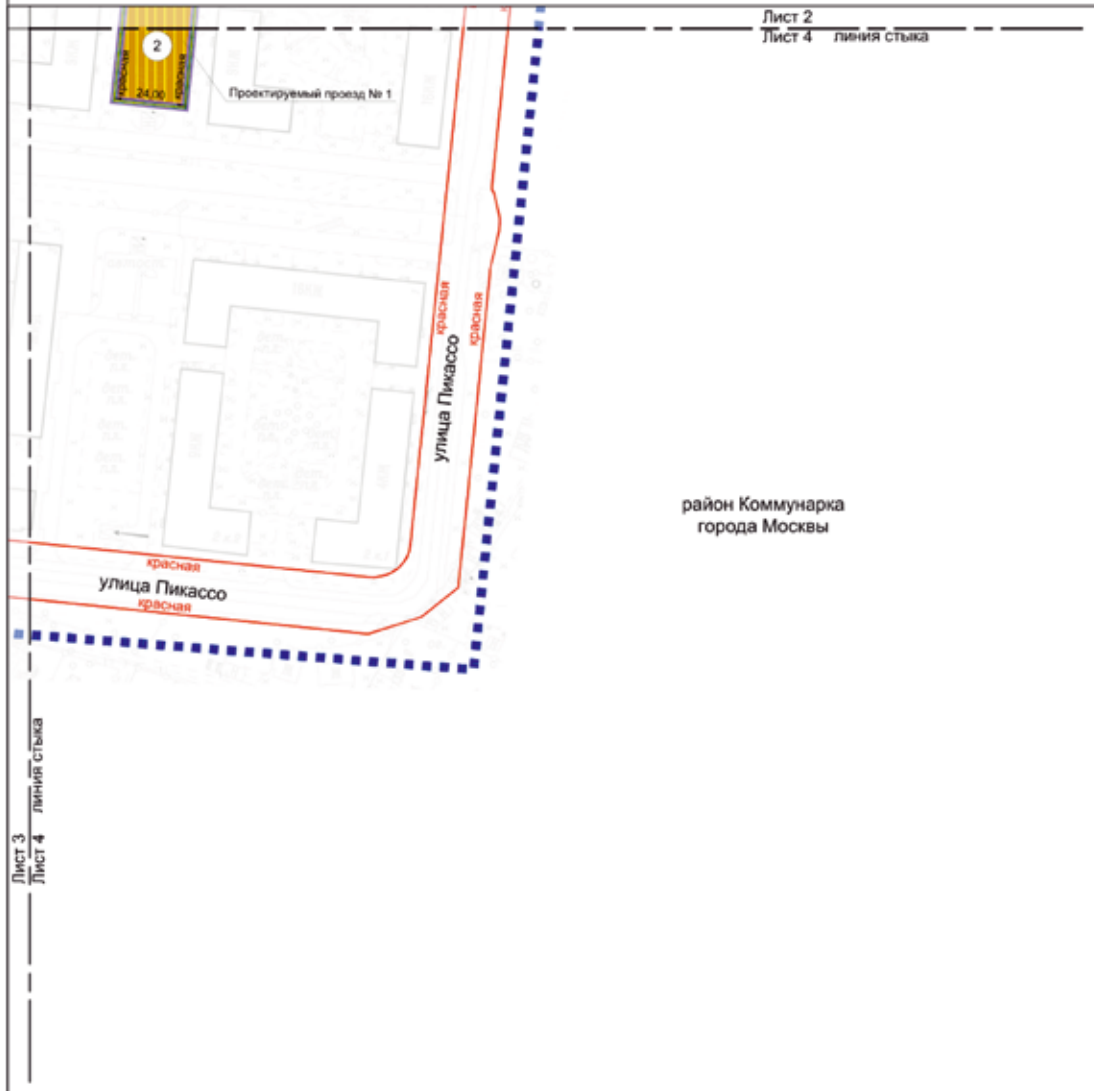 Лист 2
Лист 4 линия стыка
2
красная
красная
24,00
Проектируемый проезд № 1
красная
красная
улица Пикассо
район Коммунарка
города Москвы
красная
улица Пикассо
красная
Лист 3
Лист 4 линия стыка